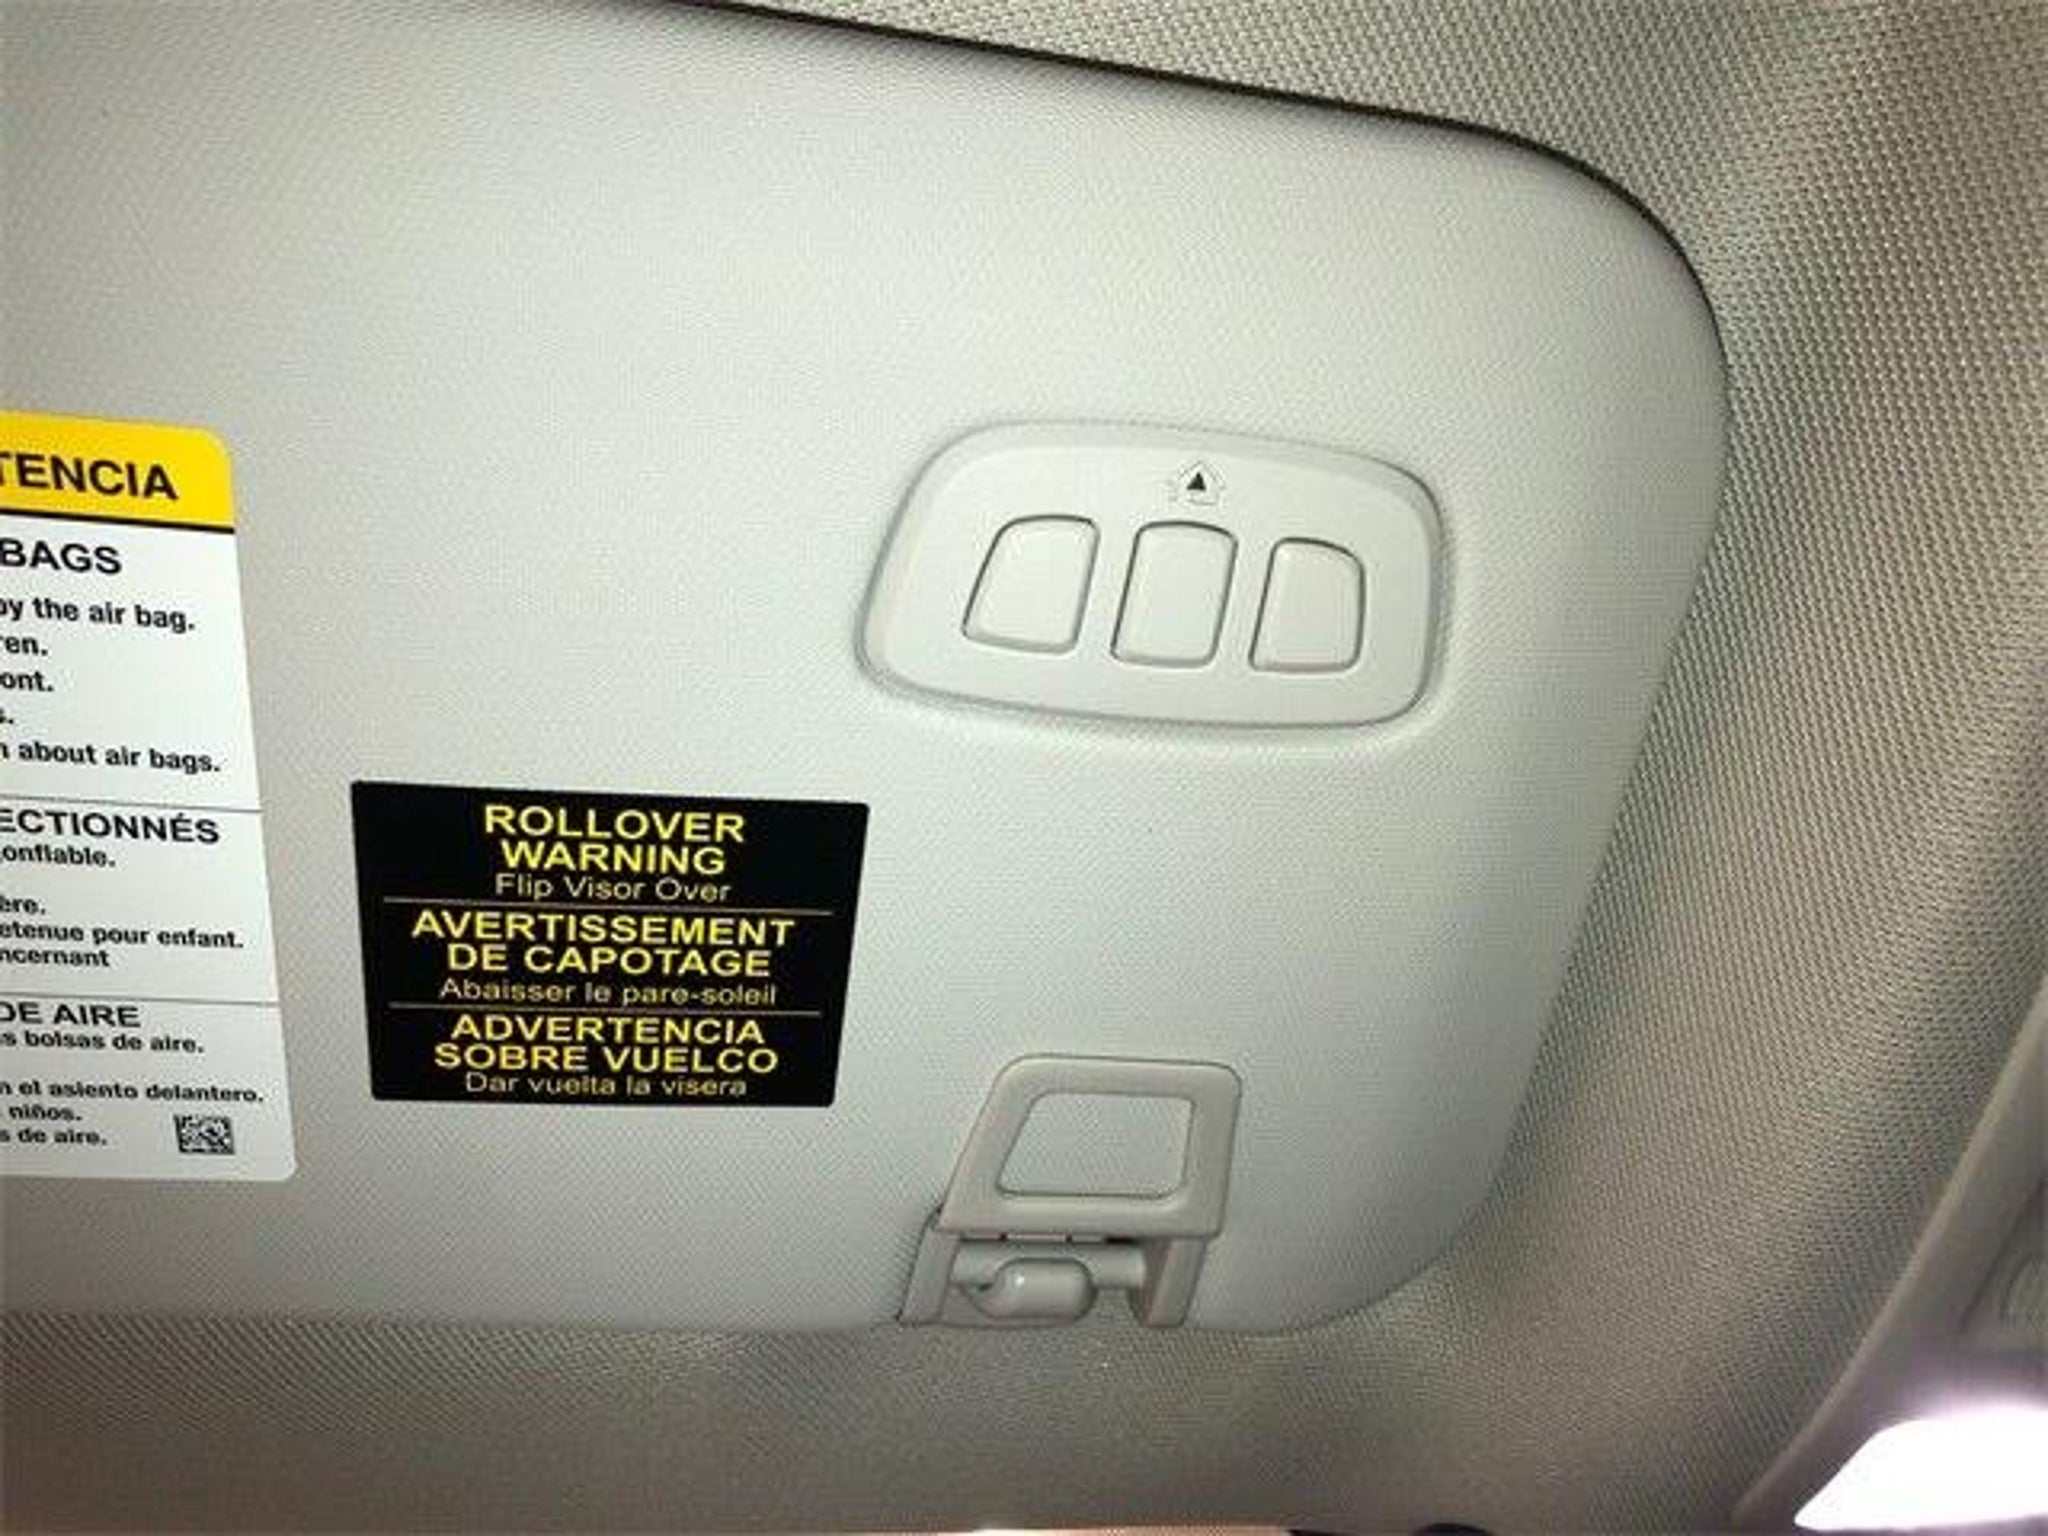 TENCIA
BAGS
by the air bag.
ren.
ont.
s.
about air bags.
ECTIONNÉS
onfiable.
ère.
etenue pour enfant.
ncernant
DE AIRE
s bolsas de aire.
n el asiento delantero.
niños.
s de aire.
ROLLOVER
WARNING
Flip Visor Over
AVERTISSEMENT
DE CAPOTAGE
Abaisser le pare-soleil
ADVERTENCIA
SOBRE VUELCO
Dar vuelta la visera